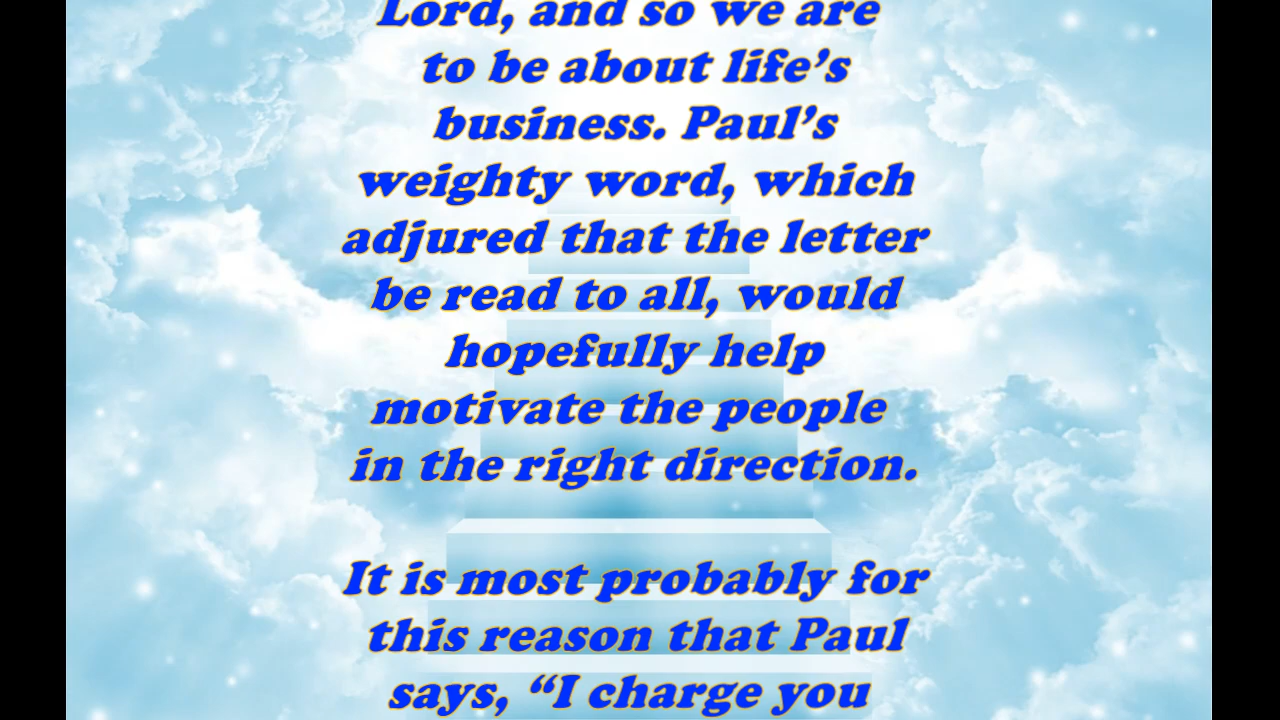 Lord, and so we are
to be about life’s
business. Paul’s
weighty word, which
adjured that the letter
be read to all, would
hopefully help
motivate the people
in the right direction.
It is most probably for
this reason that Paul
says, “I charge you